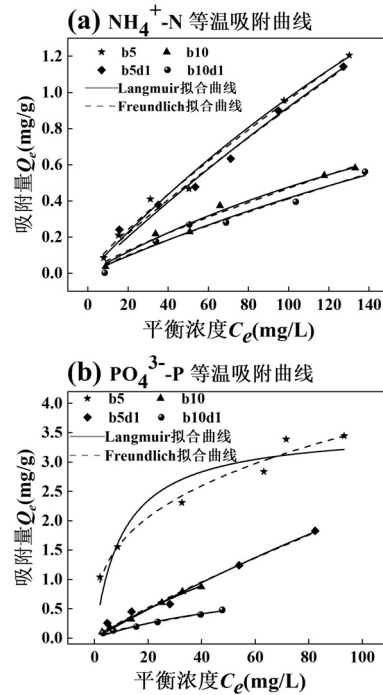 (a) NH₄⁺-N 等温吸附曲线
b5 b10
b5d1 b10d1
Langmuir拟合曲线
Freundlich拟合曲线
吸附量Qe(mg/g)
1.2
1.0
0.8
0.6
0.4
0.2
0.0
0 20 40 60 80 100 120 140
平衡浓度Ce(mg/L)
(b) PO₄³⁻-P 等温吸附曲线
b5 b10
b5d1 b10d1
Langmuir拟合曲线
Freundlich拟合曲线
吸附量Qe(mg/g)
4.0
3.5
3.0
2.5
2.0
1.5
1.0
0.5
0.0
0 20 40 60 80 100
平衡浓度Ce(mg/L)